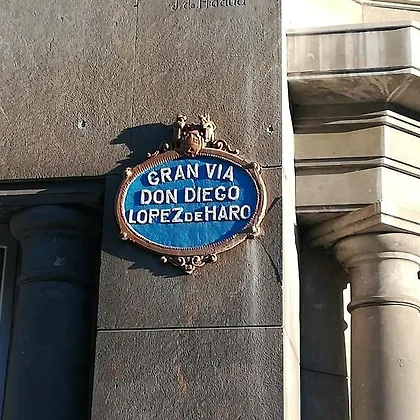 GRAN VIA
DON DIEGO
LOPEZ DE HARO